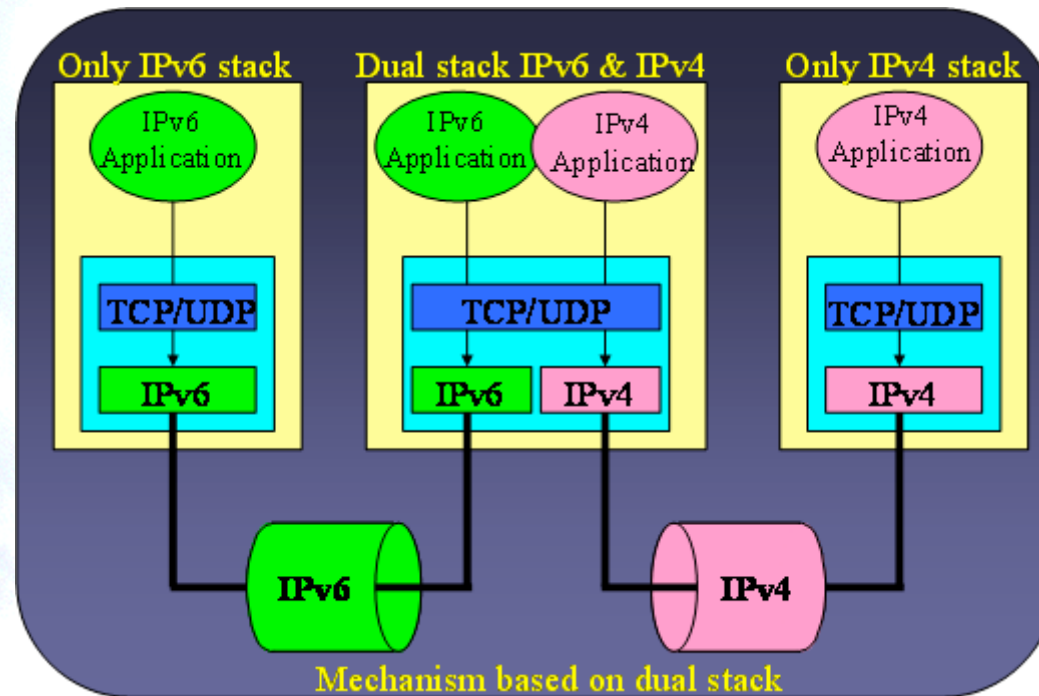 Only IPv6 stack
Dual stack IPv6 & IPv4
Only IPv4 stack
IPv6
Application
IPv6
Application
IPv4
Application
IPv4
Application
TCP/UDP
TCP/UDP
TCP/UDP
IPv6
IPv6
IPv4
IPv4
IPv6
IPv4
Mechanism based on dual stack